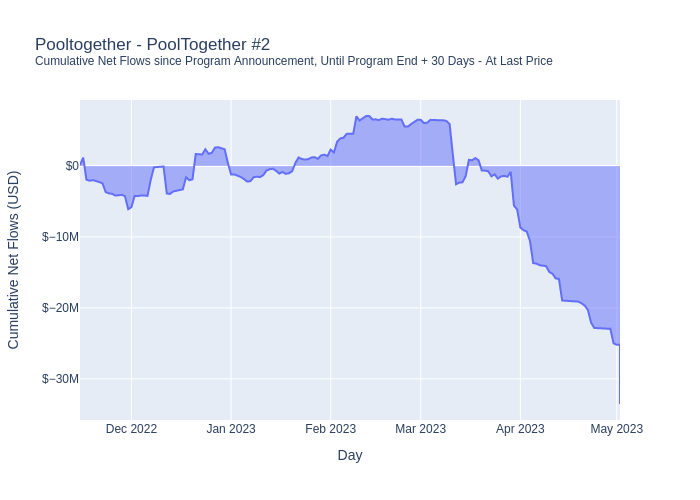 Pooltogether - PoolTogether #2
Cumulative Net Flows since Program Announcement, Until Program End + 30 Days - At Last Price
Cumulative Net Flows (USD)
$0
$−10M
$−20M
$−30M
Dec 2022
Jan 2023
Feb 2023
Mar 2023
Apr 2023
May 2023
Day